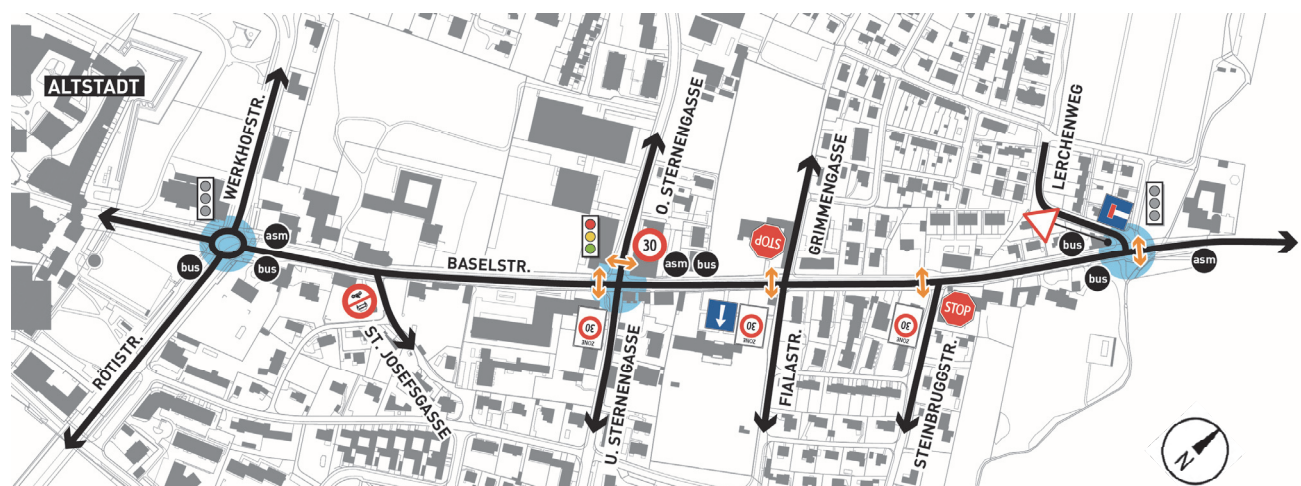 ALTSTADT
WERKHOFSTR.
asm
bus
bus
RÖTISTR.
BASELSTR.
ST. JOSEFSGASSE
O. STERNENGASSE
30
asm
bus
30
ZONE
U. STERNENGASSE
STOP
GRIMMENGASSE
30
ZONE
FIALASTR.
30
ZONE
STOP
STEINBRUGGSTR.
LERCHENWEG
bus
bus
asm
N